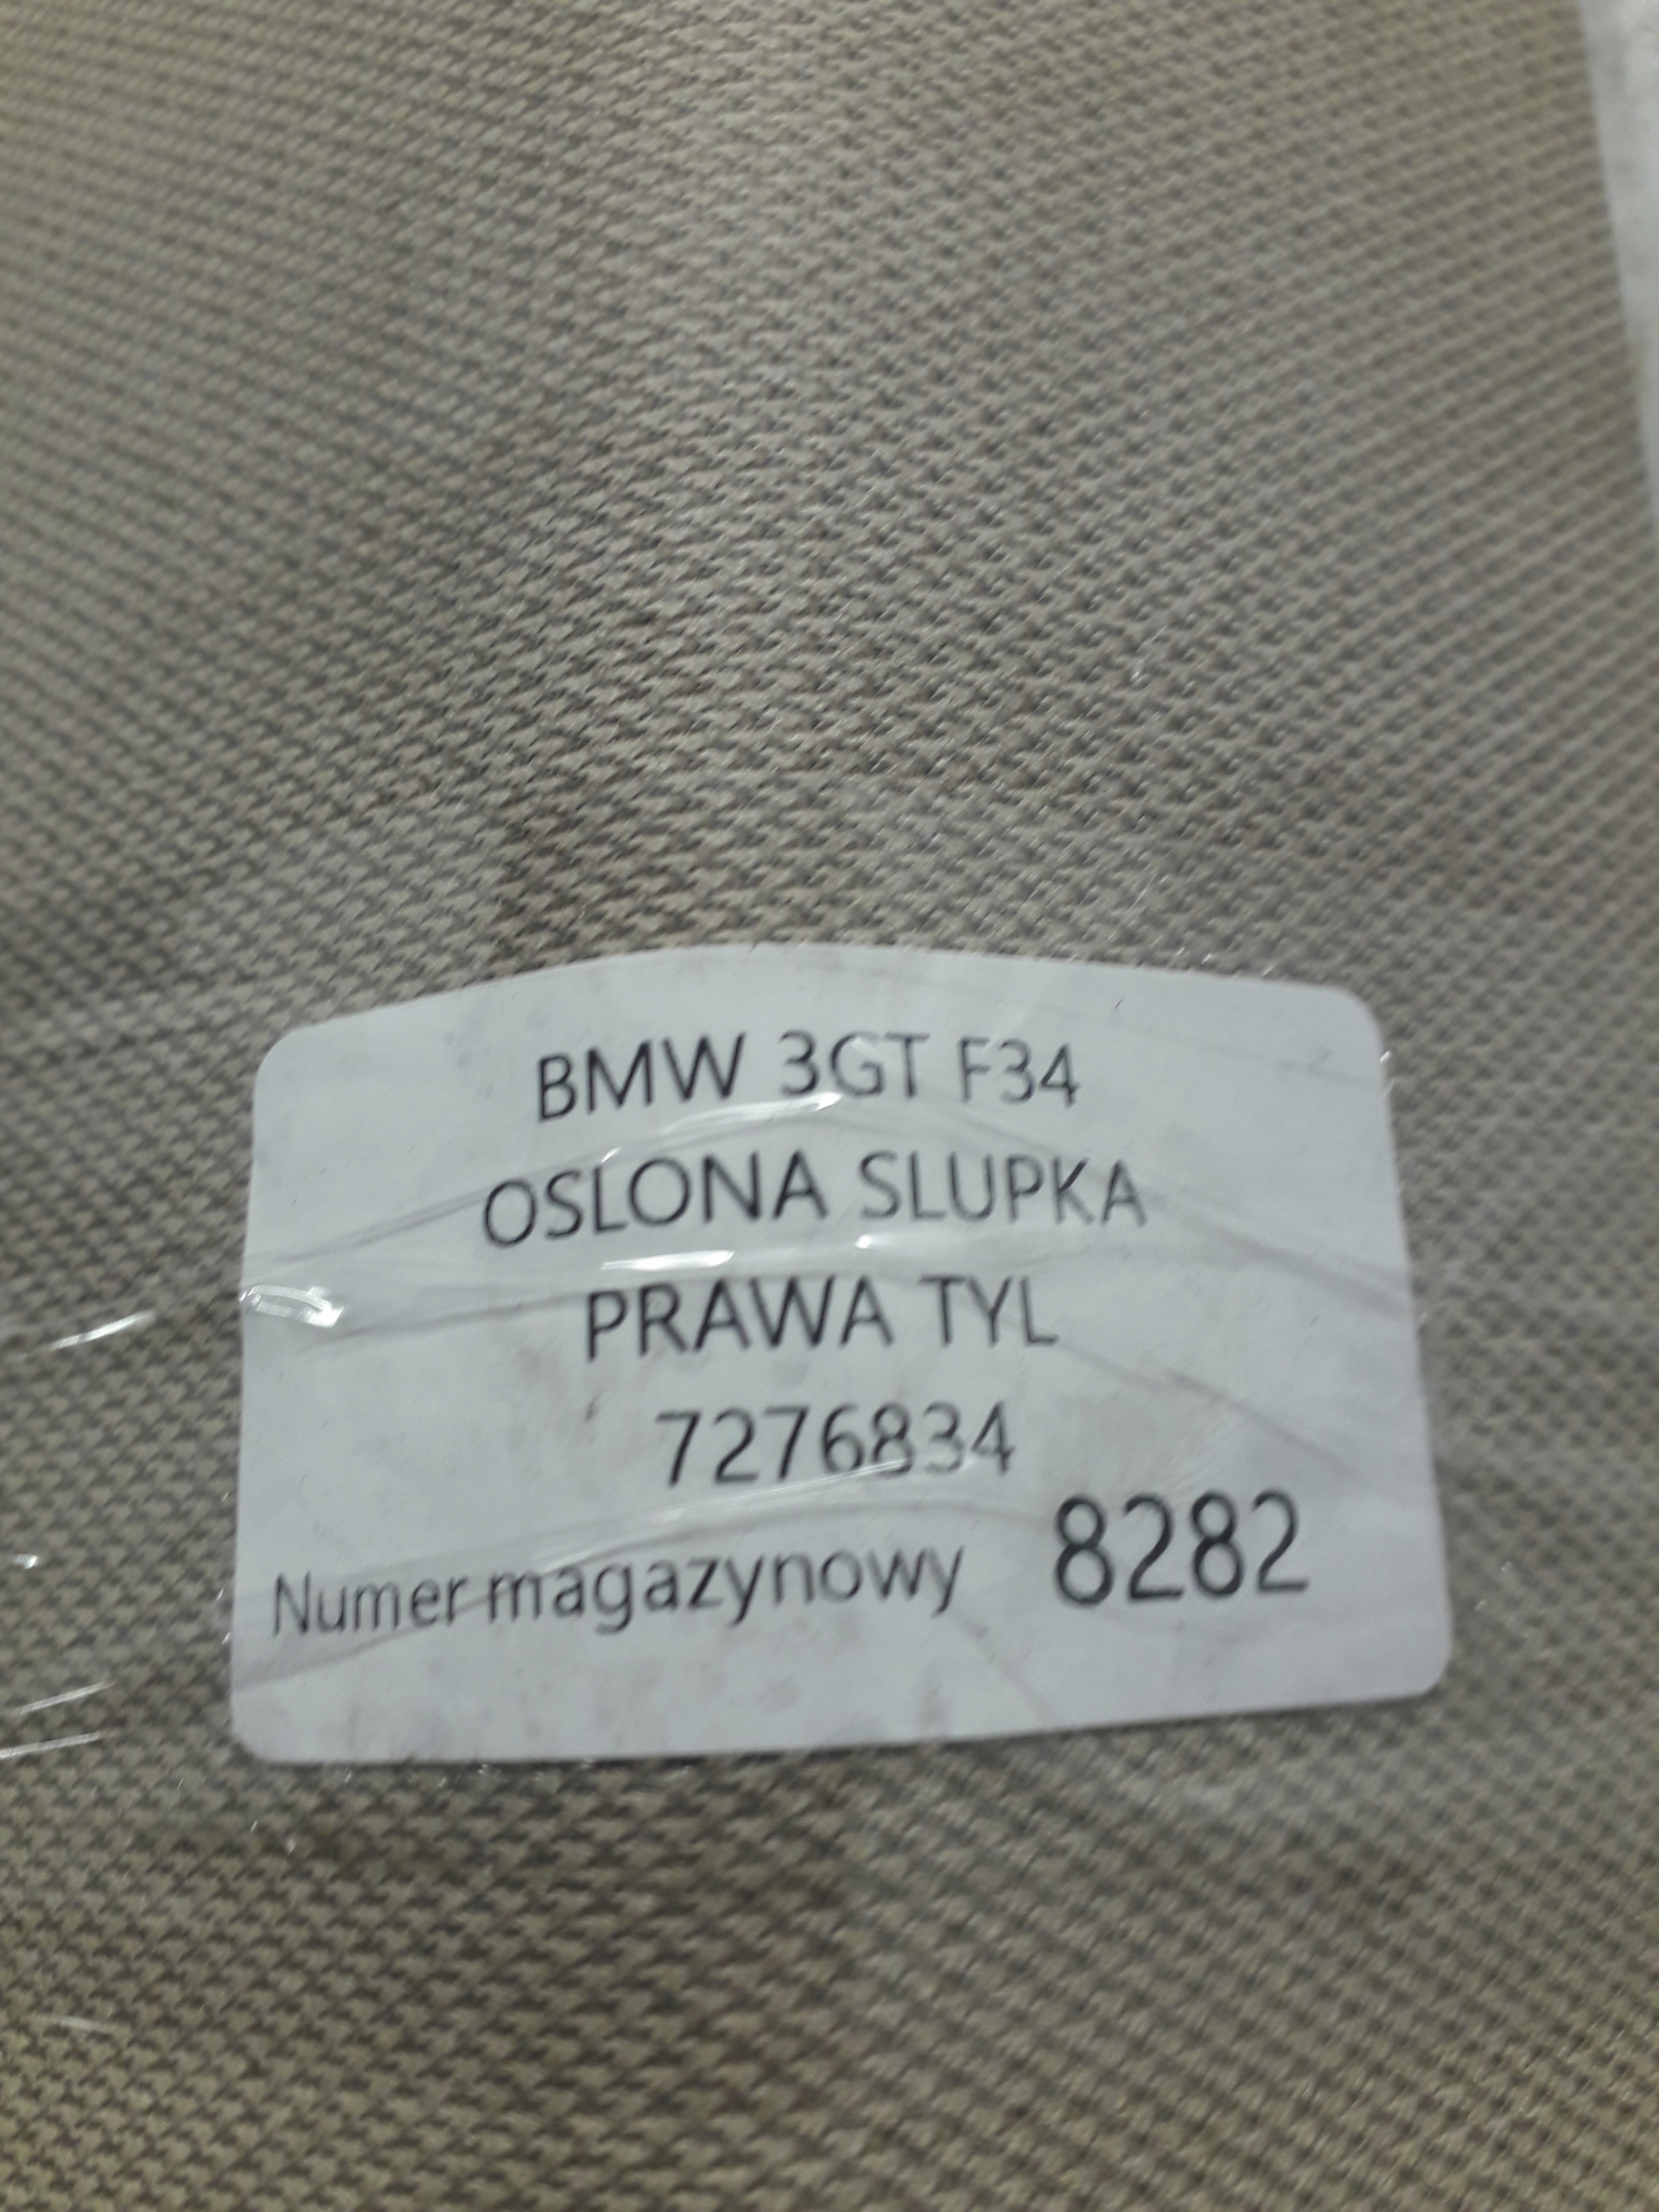 BMW 3GT F34
OSLONA SLUPKA
PRAWA TYL
7276834
Numer magazynowy 8282